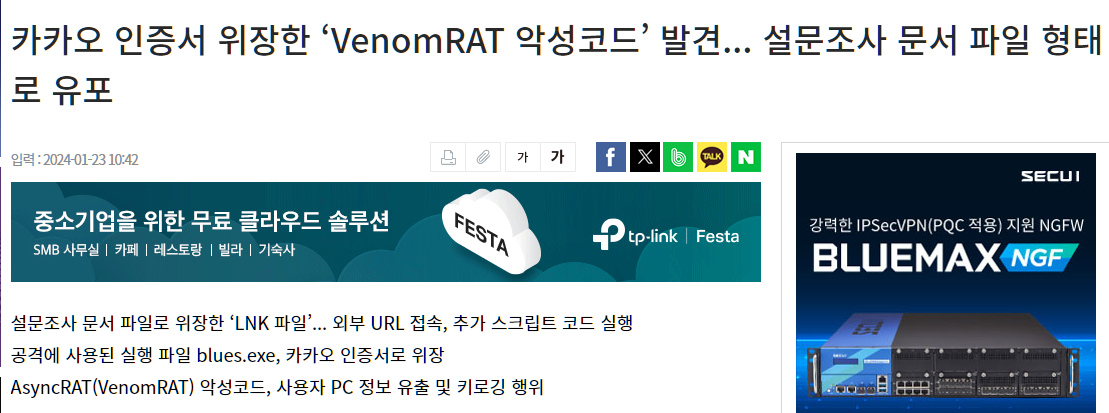 카카오 인증서 위장한 ‘VenomRAT 악성코드’ 발견... 설문조사 문서 파일 형태
로 유포
입력 : 2024-01-23 10:42
가 가
f X b TALK N
중소기업을 위한 무료 클라우드 솔루션
SMB 사무실 | 카페 | 레스토랑 | 빌라 | 기숙사
FESTA
tp-link | Festa
설문조사 문서 파일로 위장한 ‘LNK 파일’... 외부 URL 접속, 추가 스크립트 코드 실행
공격에 사용된 실행 파일 blues.exe, 카카오 인증서로 위장
AsyncRAT(VenomRAT) 악성코드, 사용자 PC 정보 유출 및 키로깅 행위
SECUI
강력한 IPSecVPN(PQC 적용) 지원 NGFW
BLUEMAX NGF